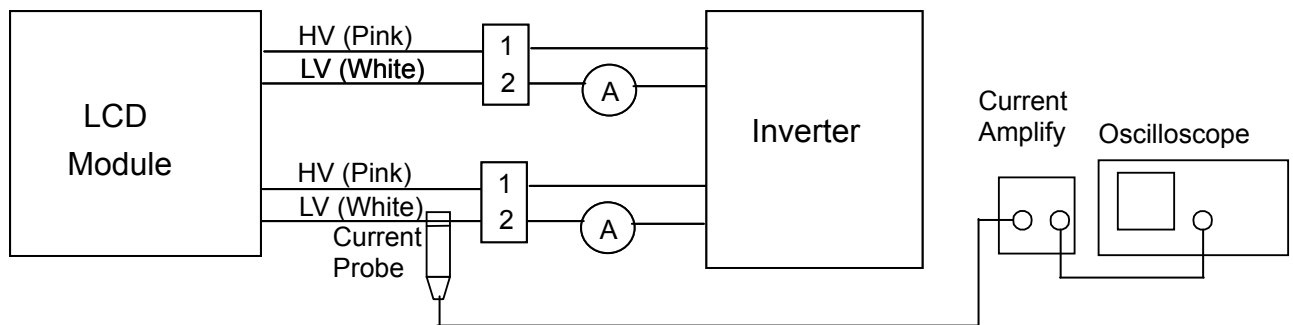 LCD
Module
HV (Pink)
LV (White)
1
2
A
HV (Pink)
LV (White)
1
2
A
Current
Probe
Inverter
Current
Amplify
Oscilloscope